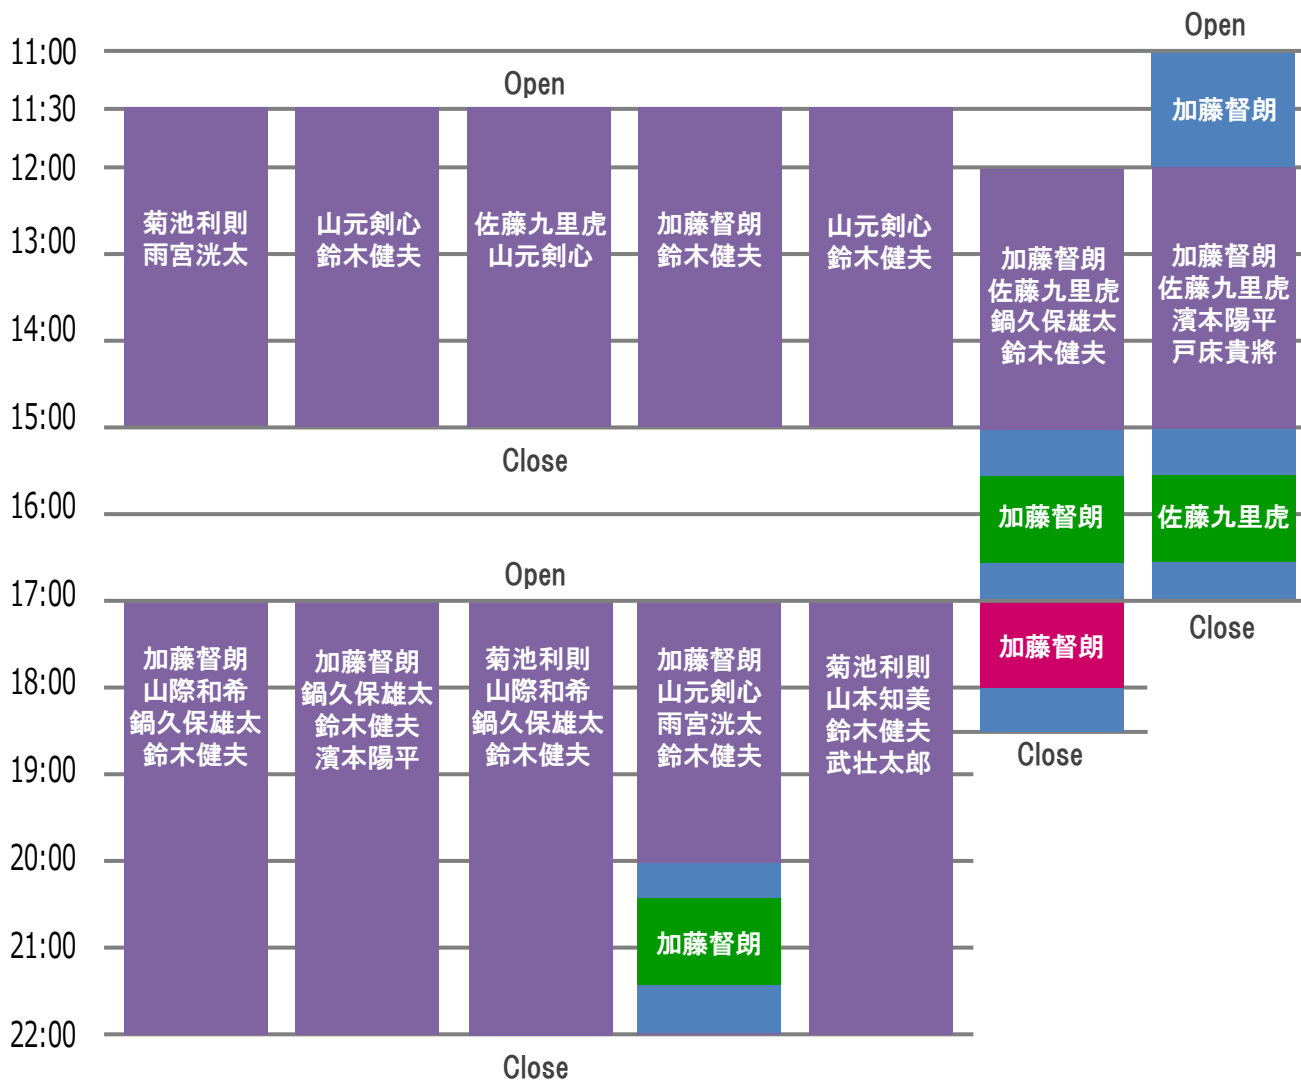 Open
11:00
加藤督朗
Open
11:30
12:00
菊池利則
雨宮洸太
山元剣心
鈴木健夫
佐藤九里虎
山元剣心
加藤督朗
鈴木健夫
山元剣心
鈴木健夫
加藤督朗
佐藤九里虎
鍋久保雄太
鈴木健夫
加藤督朗
佐藤九里虎
濱本陽平
戸床貴將
13:00
14:00
15:00
Close
16:00
加藤督朗
佐藤九里虎
Open
17:00
加藤督朗
山際和希
鍋久保雄太
鈴木健夫
加藤督朗
鍋久保雄太
鈴木健夫
濱本陽平
菊池利則
山際和希
鍋久保雄太
鈴木健夫
加藤督朗
山元剣心
雨宮洸太
鈴木健夫
菊池利則
山本知美
鈴木健夫
武壮太郎
加藤督朗
Close
18:00
Close
19:00
20:00
加藤督朗
21:00
22:00
Close